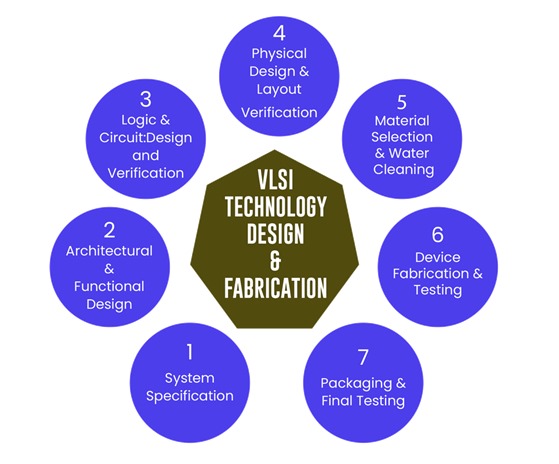 VLSI
TECHNOLOGY
DESIGN
&
FABRICATION
1
System
Specification
2
Architectural
&
Functional
Design
3
Logic &
Circuit:Design
and
Verification
4
Physical
Design &
Layout
Verification
5
Material
Selection
& Water
Cleaning
6
Device
Fabrication &
Testing
7
Packaging &
Final Testing